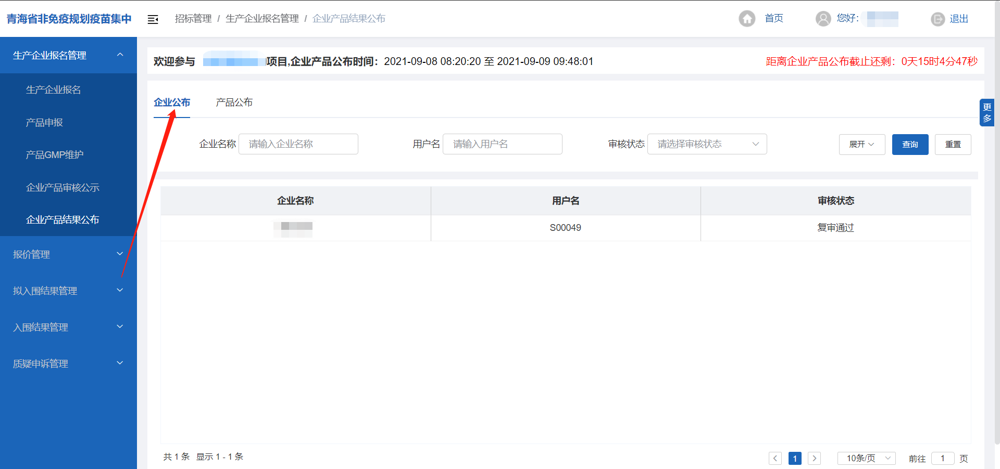 青海省非免疫规划疫苗集中
招标管理 / 生产企业报名管理 / 企业产品结果公布
首页
您好：
退出
生产企业报名管理
生产企业报名
产品申报
产品GMP维护
企业产品审核公示
企业产品结果公布
报价管理
拟入围结果管理
入围结果管理
质疑申诉管理
欢迎参与 项目,企业产品公布时间： 2021-09-08 08:20:20 至 2021-09-09 09:48:01
距离企业产品公布截止还剩：0天15时4分47秒
企业公布 产品公布
更多
企业名称 请输入企业名称 用户名 请输入用户名 审核状态 请选择审核状态 展开 查询 重置
企业名称 用户名 审核状态
S00049 复审通过
共 1 条 显示 1 - 1 条
1 10条/页 前往 1 页